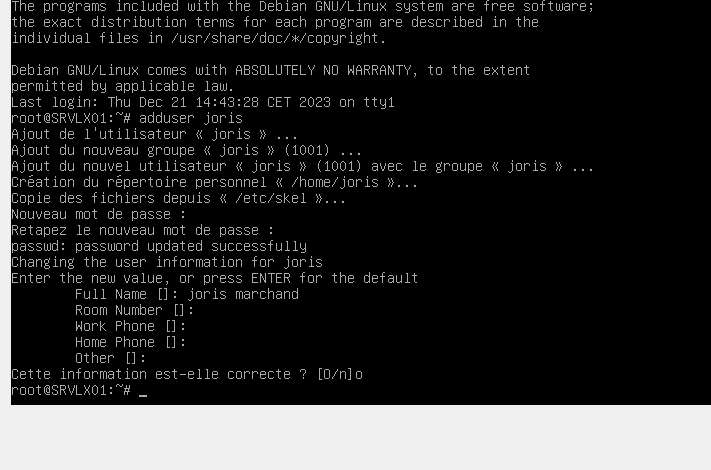 The programs included with the Debian GNU/Linux system are free software;
the exact distribution terms for each program are described in the
individual files in /usr/share/doc/*/copyright.
Debian GNU/Linux comes with ABSOLUTELY NO WARRANTY, to the extent
permitted by applicable law.
Last login: Thu Dec 21 14:43:28 CET 2023 on tty1
root@SRVLX01:~# adduser joris
Ajout de l'utilisateur « joris » ...
Ajout du nouveau groupe « joris » (1001) ...
Ajout du nouvel utilisateur « joris » (1001) avec le groupe « joris » ...
Création du répertoire personnel « /home/joris »...
Copie des fichiers depuis « /etc/skel »...
Nouveau mot de passe :
Retapez le nouveau mot de passe :
passwd: password updated successfully
Changing the user information for joris
Enter the new value, or press ENTER for the default
        Full Name []: joris marchand
        Room Number []:
        Work Phone []:
        Home Phone []:
        Other []:
Cette information est-elle correcte ? [O/n]o
root@SRVLX01:~# _